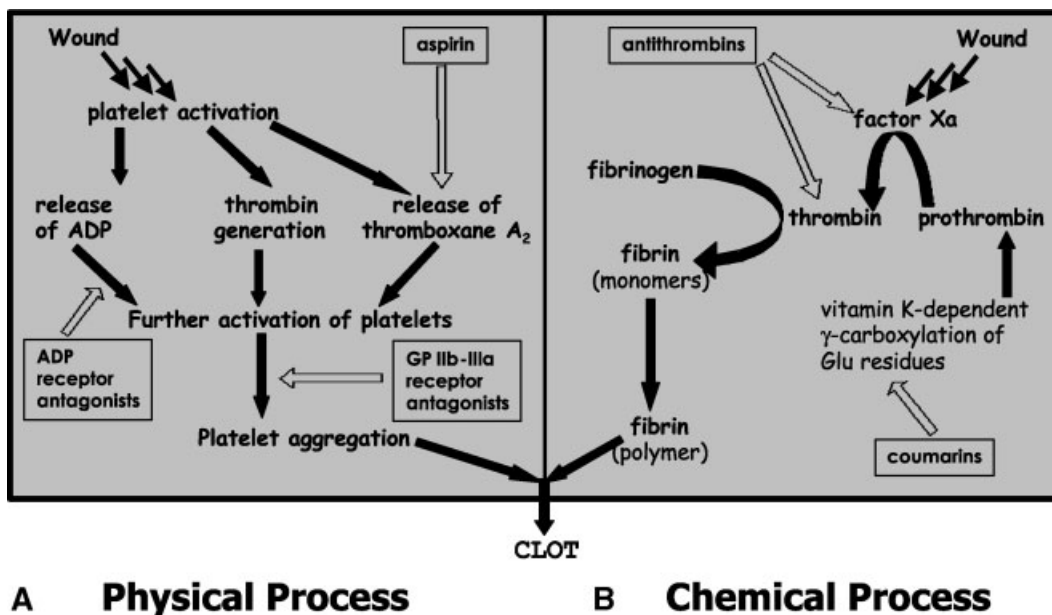 Wound
aspirin
platelet activation
release
of ADP
thrombin
generation
release of
thromboxane A₂
Further activation of platelets
ADP
receptor
antagonists
GP IIb-IIIa
receptor
antagonists
Platelet aggregation
antithrombins
Wound
factor Xa
fibrinogen
thrombin
prothrombin
fibrin
(monomers)
vitamin K-dependent
γ-carboxylation of
Glu residues
fibrin
(polymer)
coumarins
CLOT
A Physical Process
B Chemical Process